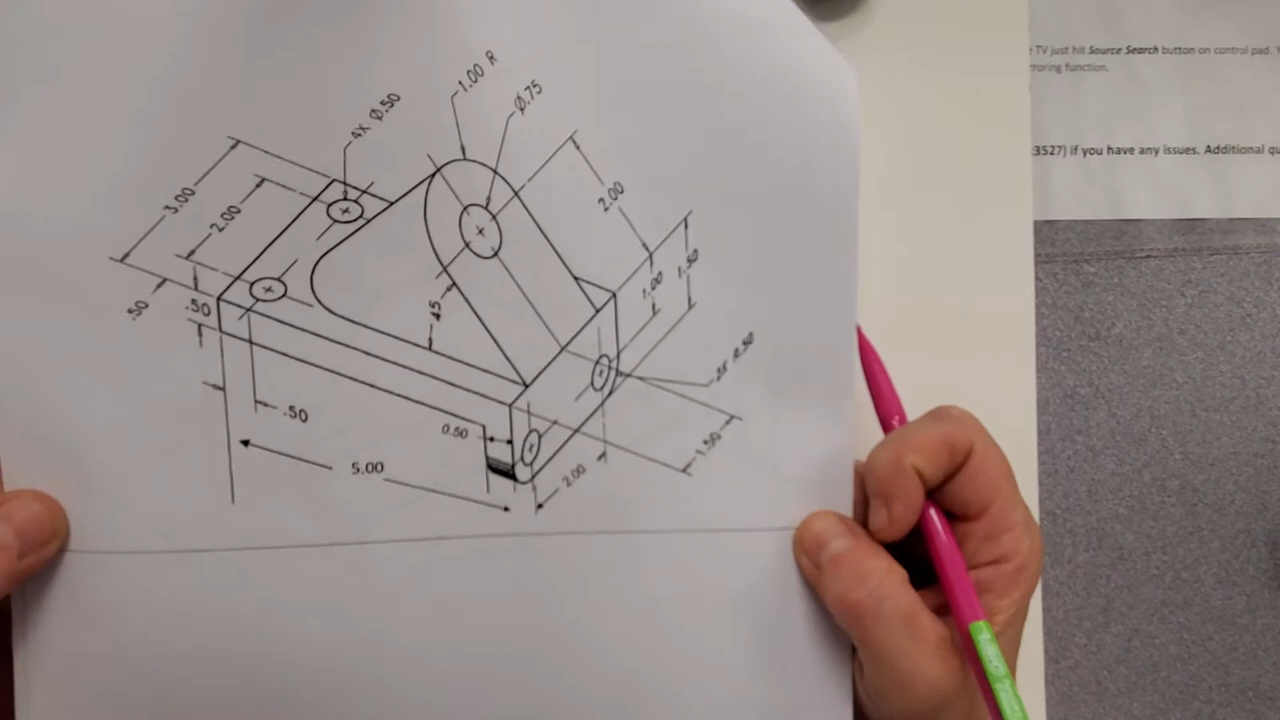 1.00 R
Ø.75
4X Ø.50
3.00
2.00
2.00
.50
.50
1.00
1.50
45
2X R.50
.50
0.50
1.50
5.00
2.00
TV just hit Source Search button on control pad.
roring function.
3527) if you have any issues. Additional